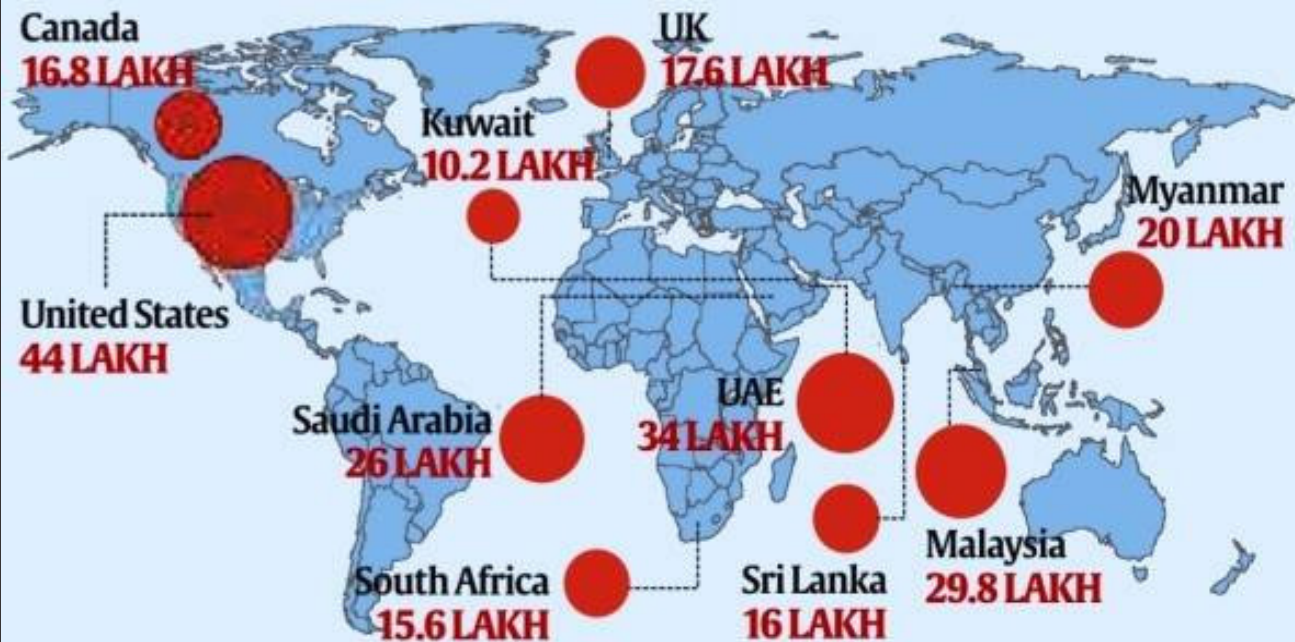 Canada
16.8 LAKH
UK
17.6 LAKH
Kuwait
10.2 LAKH
Myanmar
20 LAKH
United States
44 LAKH
Saudi Arabia
26 LAKH
UAE
34 LAKH
South Africa
15.6 LAKH
Sri Lanka
16 LAKH
Malaysia
29.8 LAKH